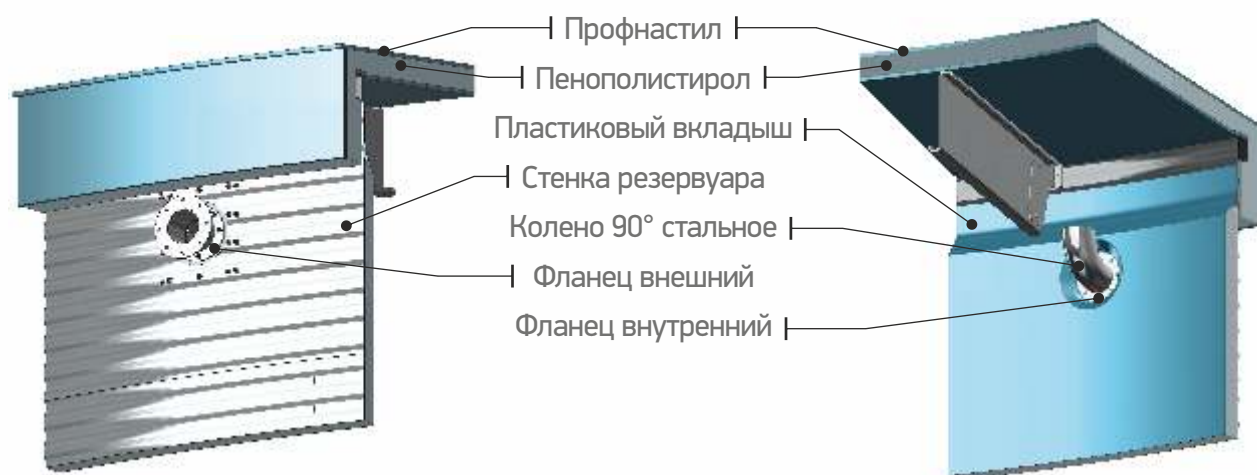 Профнастил
Пенополистирол
Пластиковый вкладыш
Стенка резервуара
Колено 90° стальное
Фланец внешний
Фланец внутренний